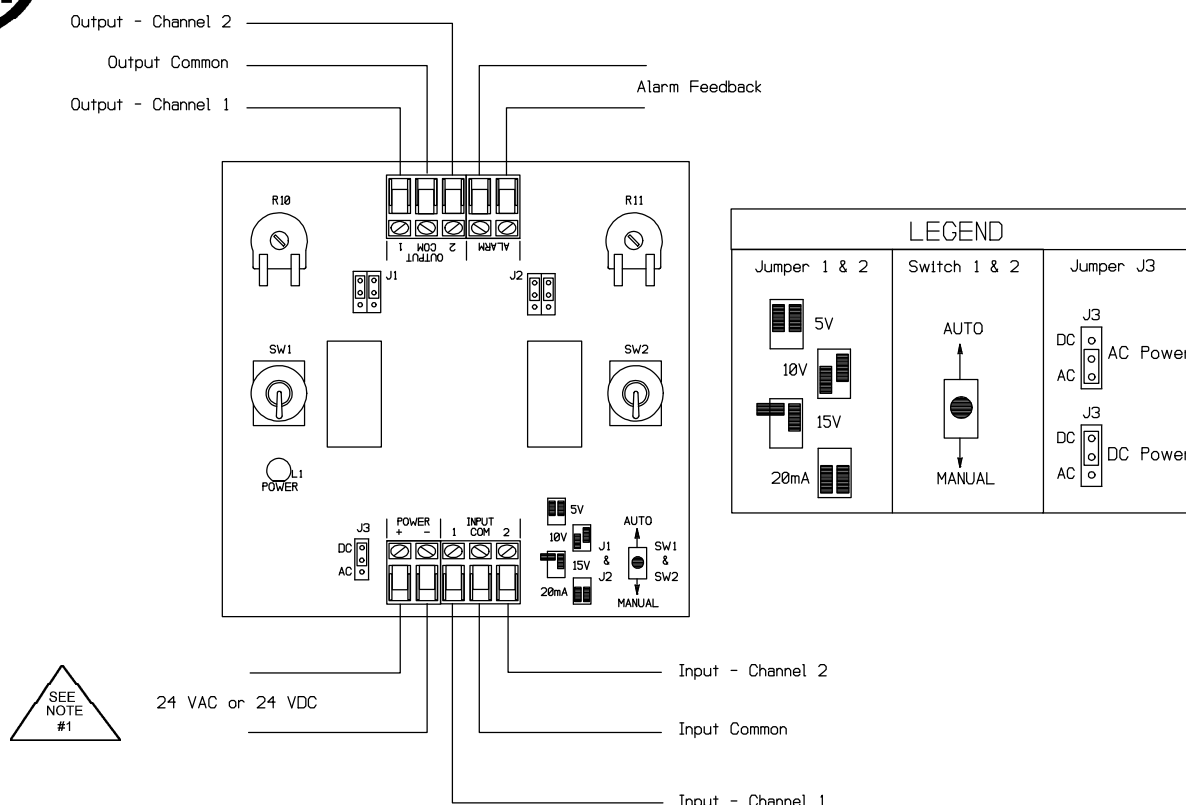 Output - Channel 2
Output Common
Output - Channel 1
Alarm Feedback
R10
R11
1 COM 2
OUTPUT
ALARM
J1
J2
SW1
SW2
L1
POWER
J3
DC
AC
POWER
+ -
INPUT
1 COM 2
5V
10V
15V
20mA
J1
&
J2
AUTO
SW1
&
SW2
MANUAL
LEGEND
Jumper 1 & 2
5V
10V
15V
20mA
Switch 1 & 2
AUTO
MANUAL
Jumper J3
J3
DC
AC
AC Power
J3
DC
AC
DC Power
SEE
NOTE
#1
24 VAC or 24 VDC
Input - Channel 2
Input Common
Input - Channel 1